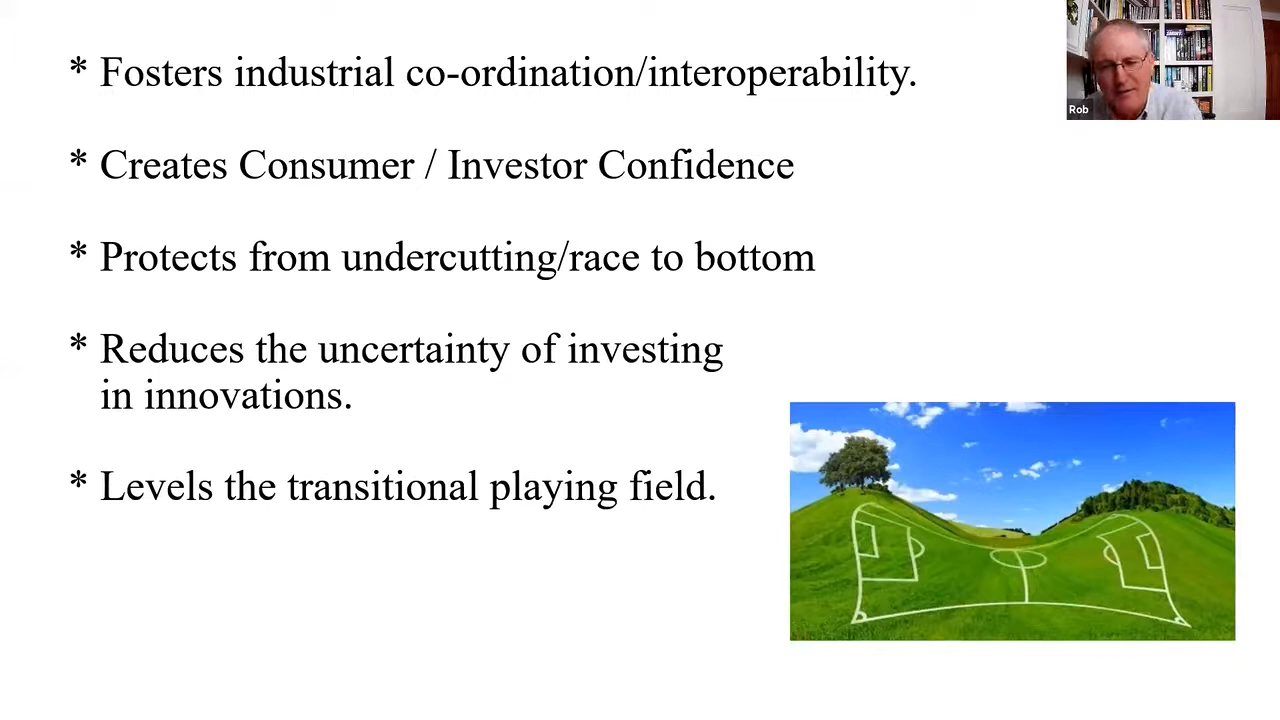 * Fosters industrial co-ordination/interoperability.
Rob
* Creates Consumer / Investor Confidence
* Protects from undercutting/race to bottom
* Reduces the uncertainty of investing
in innovations.
* Levels the transitional playing field.